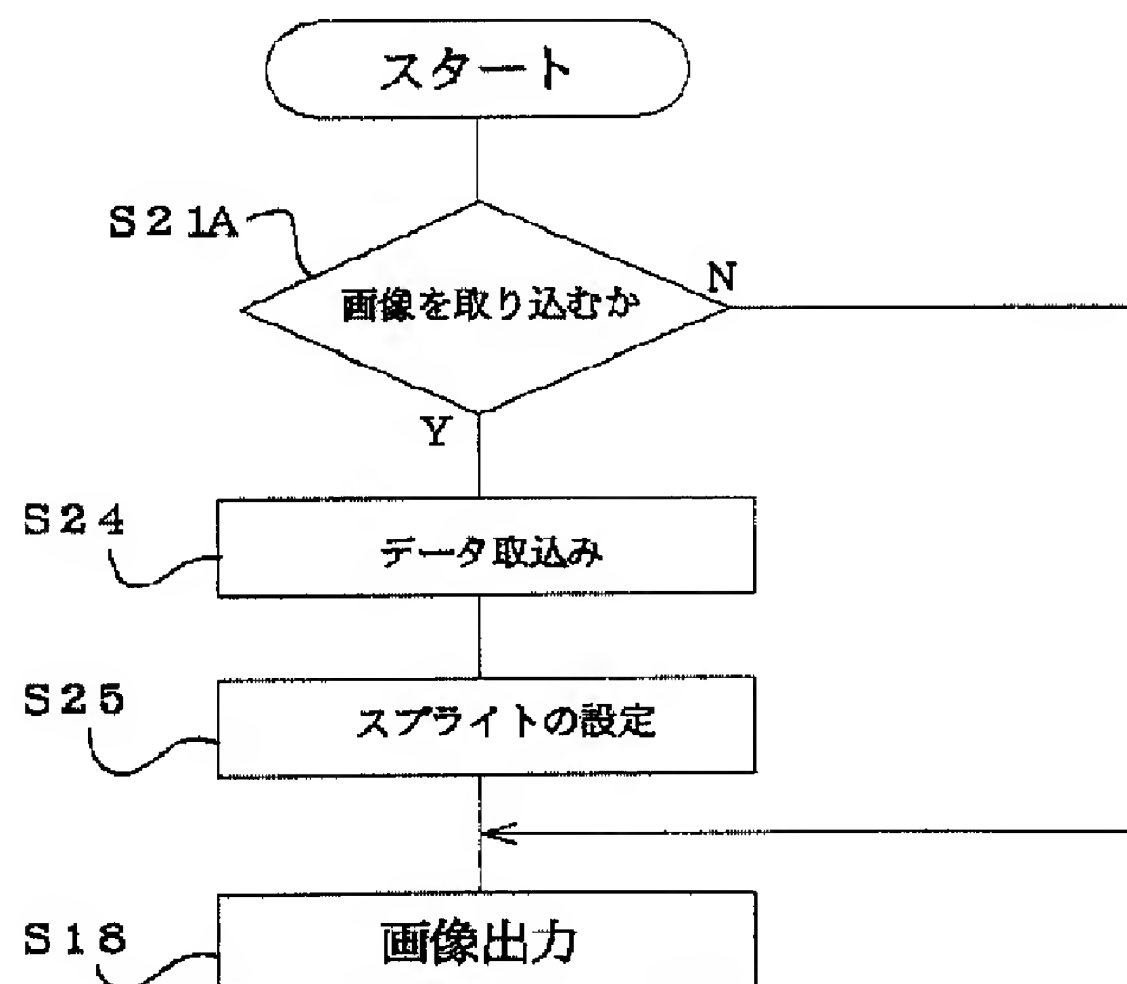 スタート
S21A
画像を取り込むか
N
Y
S24
データ取込み
S25
スプライトの設定
S18
画像出力